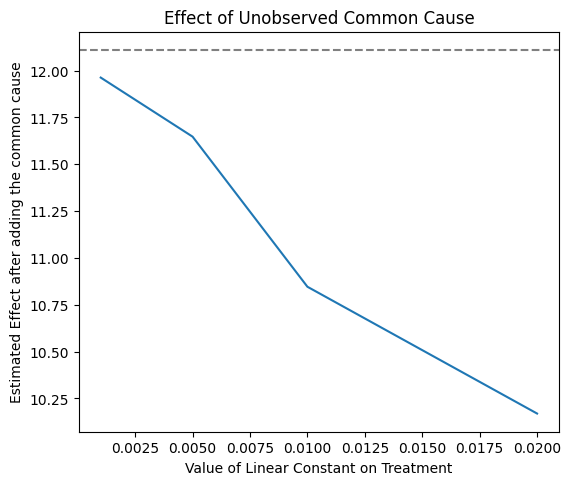 Effect of Unobserved Common Cause
Estimated Effect after adding the common cause
12.00
11.75
11.50
11.25
11.00
10.75
10.50
10.25
0.0025 0.0050 0.0075 0.0100 0.0125 0.0150 0.0175 0.0200
Value of Linear Constant on Treatment